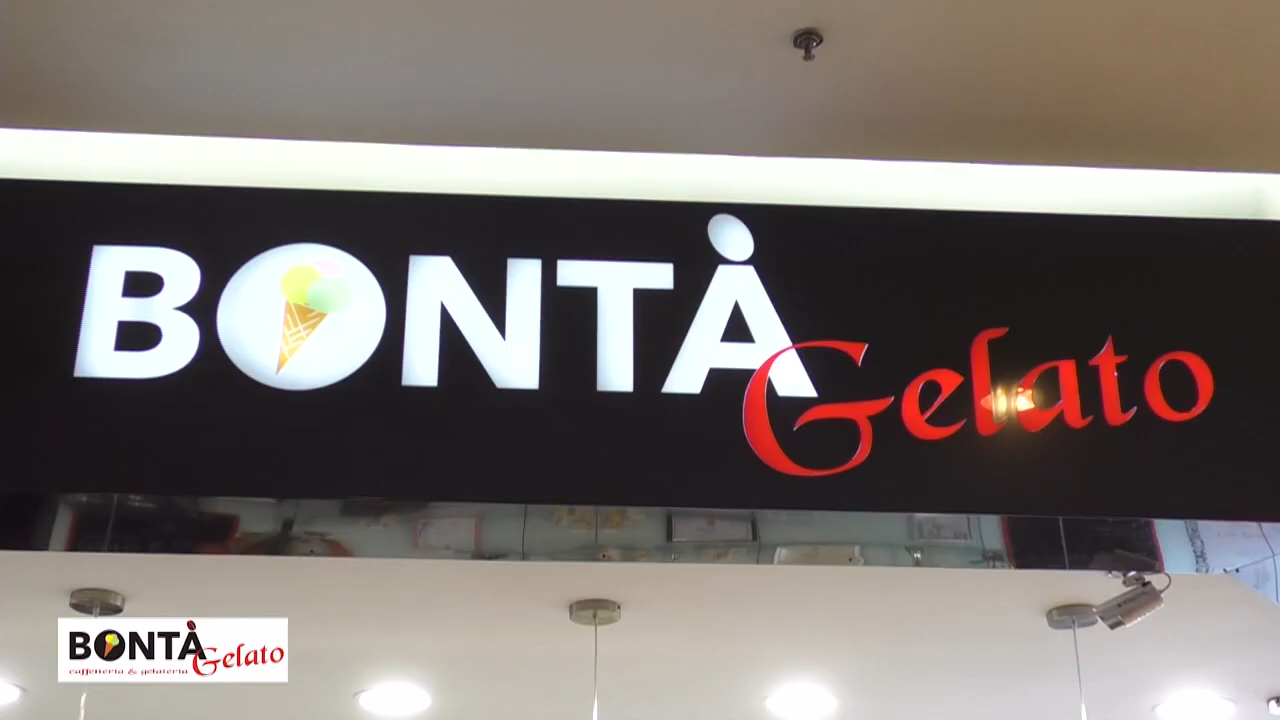 BONTÀ
Gelato
BONTÀ
caffetteria & gelateria
Gelato